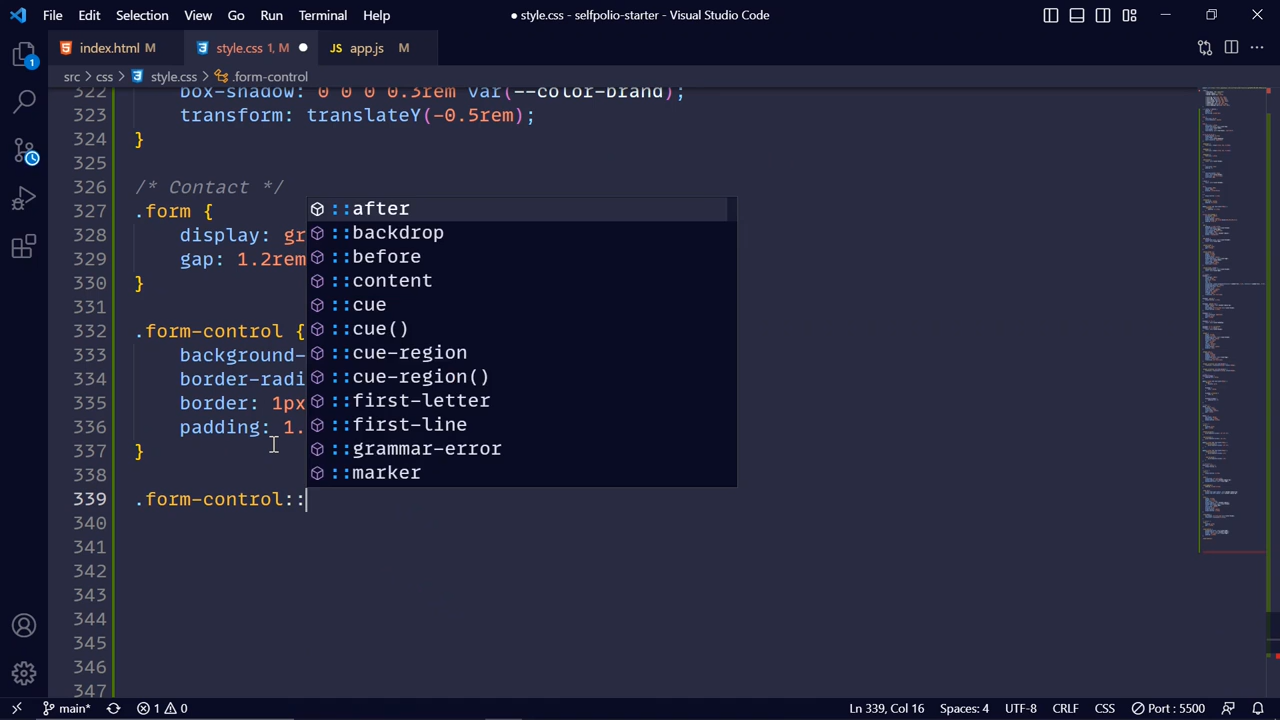 File Edit Selection View Go Run Terminal Help
● style.css - selfpolio-starter - Visual Studio Code
index.html M
style.css 1, M
JS app.js M
src > css > style.css > .form-control
322 box-shadow: 0 0 0 0.3rem var(--color-brand);
323 transform: translateY(-0.5rem);
324 }
325
326 /* Contact */
327 .form {
328 display: gr
329 gap: 1.2rem
330 }
331
332 .form-control {
333 background-
334 border-radi
335 border: 1px
336 padding: 1.
337 }
338
339 .form-control::
340
341
342
343
344
345
346
347
::after
::backdrop
::before
::content
::cue
::cue()
::cue-region
::cue-region()
::first-letter
::first-line
::grammar-error
::marker
1
main* 1 0
Ln 339, Col 16 Spaces: 4 UTF-8 CRLF CSS Port : 5500